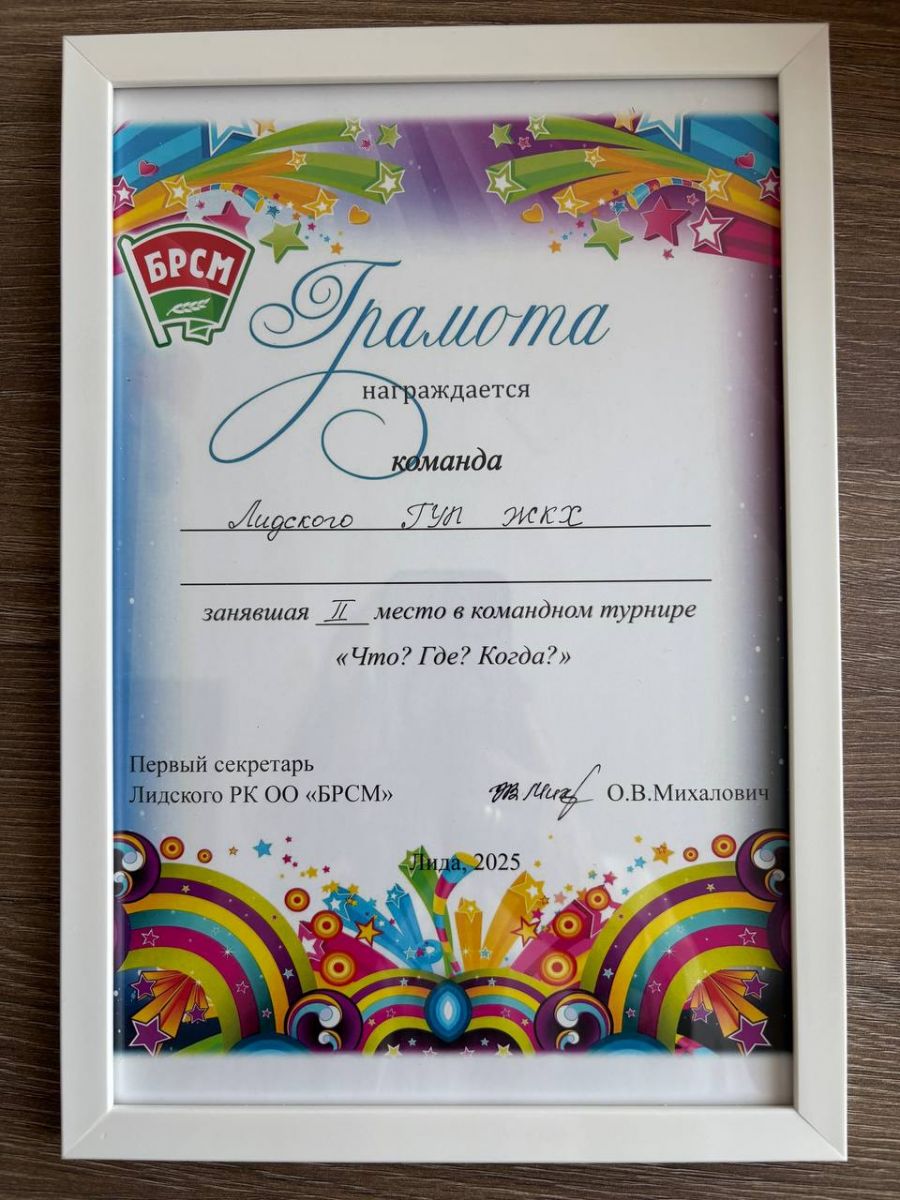 БРСМ
Грамота
награждается
команда
Лидского ГУП ЖКХ
занявшая II место в командном турнире
«Что? Где? Когда?»
Первый секретарь
Лидского РК ОО «БРСМ» О.В.Михалович
Лида, 2025